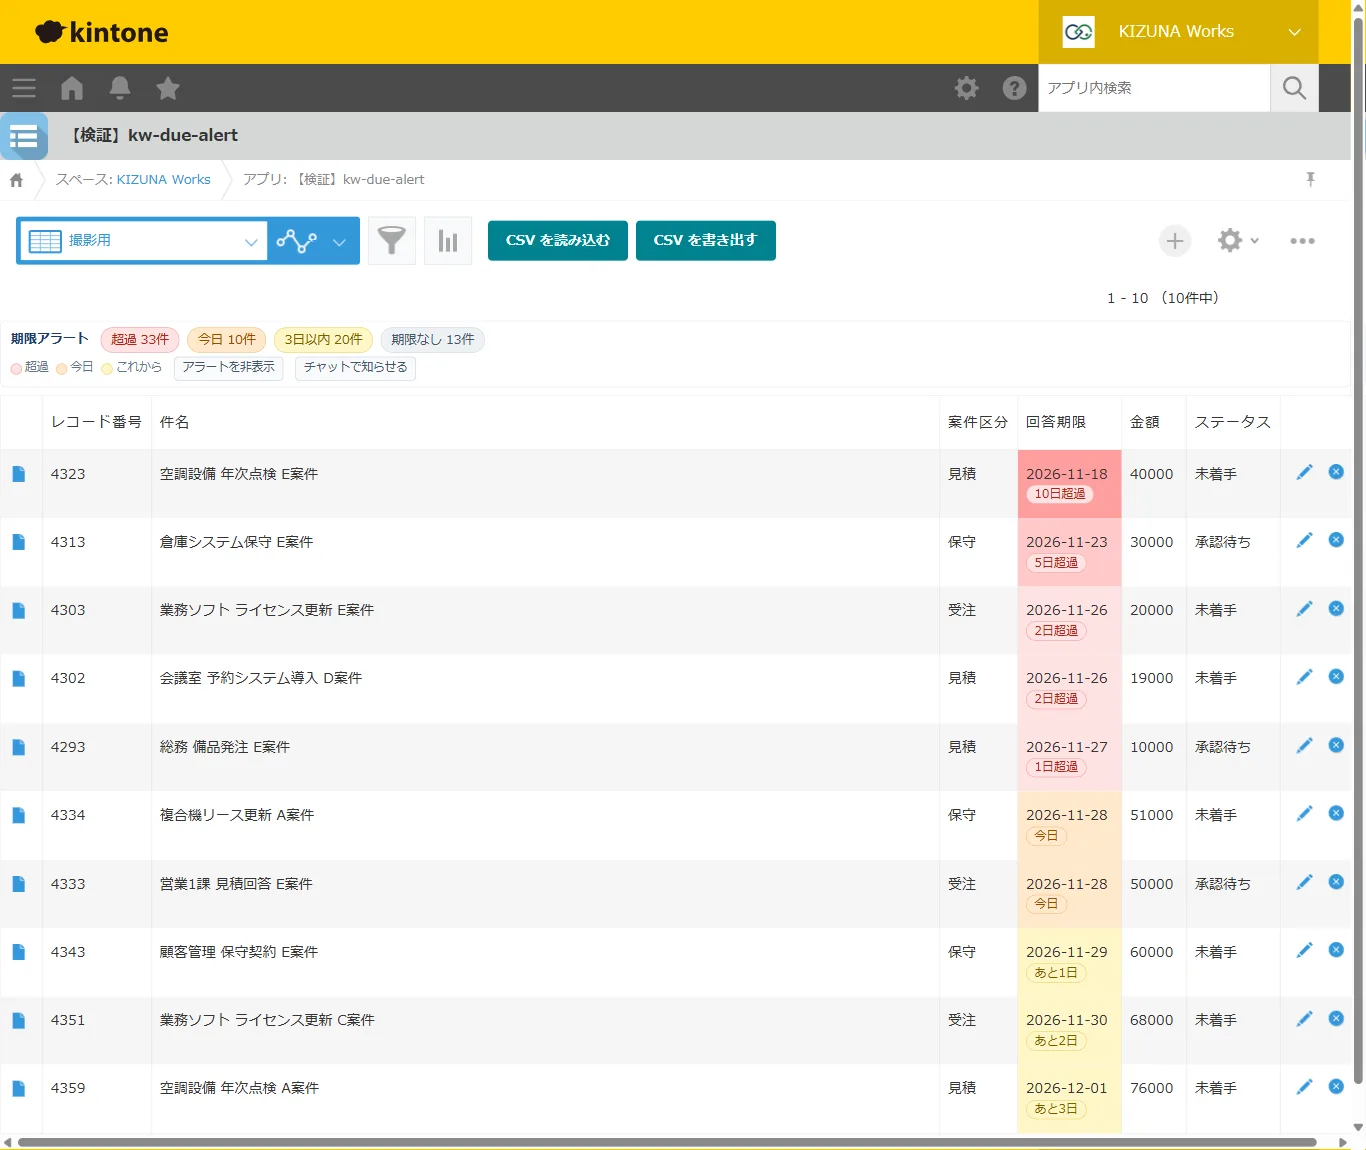 kintone
KIZUNA Works
アプリ内検索
【検証】kw-due-alert
スペース: KIZUNA Works
アプリ: 【検証】kw-due-alert
撮影用
CSV を読み込む
CSV を書き出す
1 - 10 （10件中）
期限アラート 超過 33件 今日 10件 3日以内 20件 期限なし 13件
超過 今日 これから アラートを非表示 チャットで知らせる
レコード番号 件名 案件区分 回答期限 金額 ステータス
4323 空調設備 年次点検 E案件 見積 2026-11-18 40000 未着手
10日超過
4313 倉庫システム保守 E案件 保守 2026-11-23 30000 承認待ち
5日超過
4303 業務ソフト ライセンス更新 E案件 受注 2026-11-26 20000 未着手
2日超過
4302 会議室 予約システム導入 D案件 見積 2026-11-26 19000 未着手
2日超過
4293 総務 備品発注 E案件 見積 2026-11-27 10000 承認待ち
1日超過
4334 複合機リース更新 A案件 保守 2026-11-28 51000 未着手
今日
4333 営業1課 見積回答 E案件 受注 2026-11-28 50000 承認待ち
今日
4343 顧客管理 保守契約 E案件 保守 2026-11-29 60000 未着手
あと1日
4351 業務ソフト ライセンス更新 C案件 受注 2026-11-30 68000 未着手
あと2日
4359 空調設備 年次点検 A案件 見積 2026-12-01 76000 未着手
あと3日